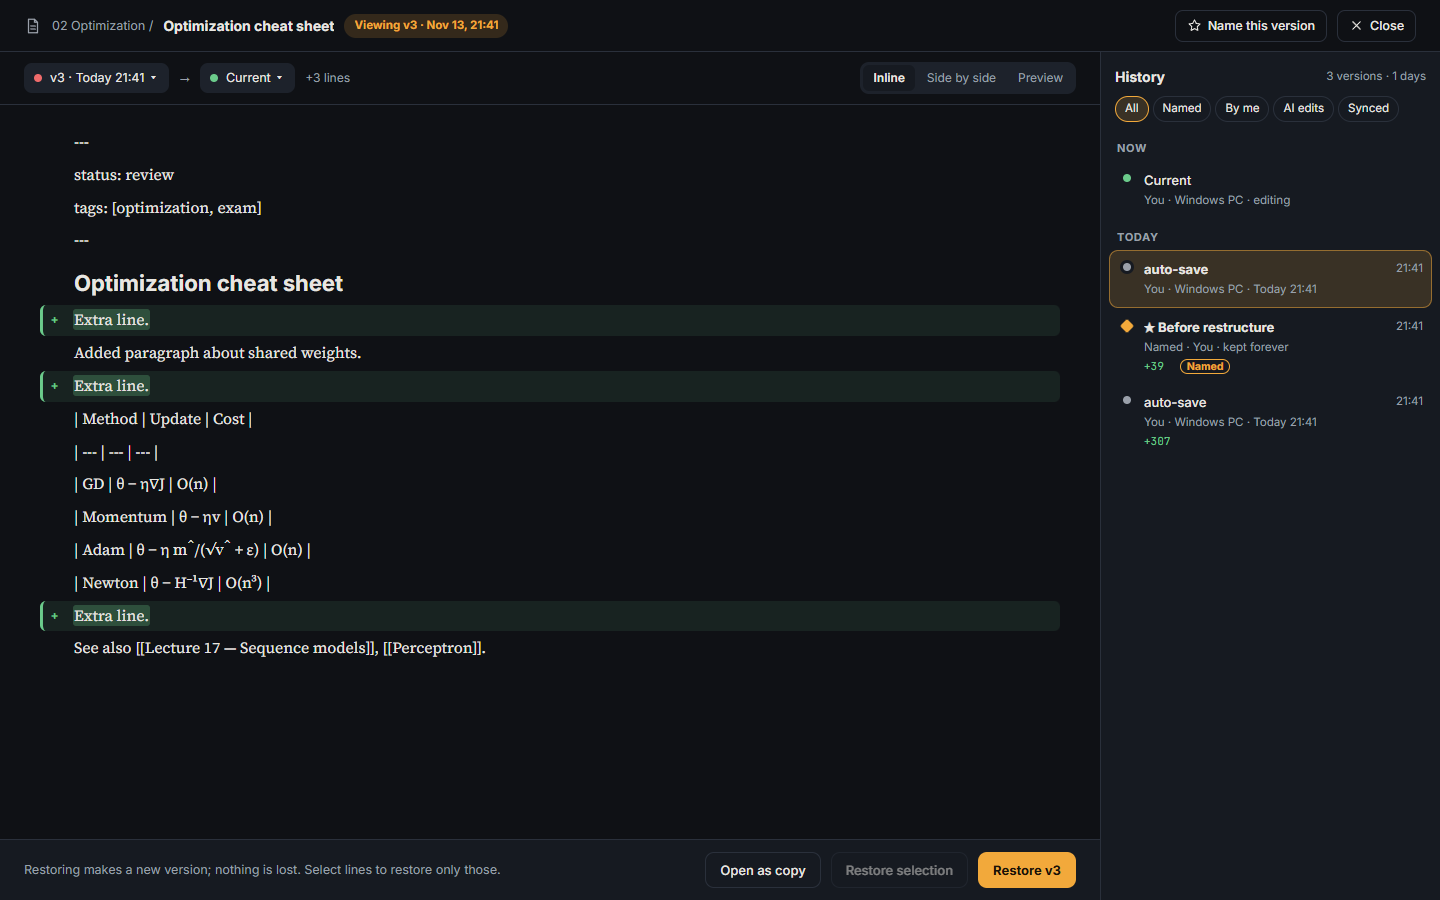 02 Optimization / Optimization cheat sheet Viewing v3 · Nov 13, 21:41
Name this version Close
v3 · Today 21:41 → Current +3 lines
Inline Side by side Preview
---
status: review
tags: [optimization, exam]
---
Optimization cheat sheet
+ Extra line.
Added paragraph about shared weights.
+ Extra line.
| Method | Update | Cost |
| --- | --- | --- |
| GD | θ − η∇J | O(n) |
| Momentum | θ − ηv | O(n) |
| Adam | θ − η m̂/(√v̂ + ε) | O(n) |
| Newton | θ − H⁻¹∇J | O(n³) |
+ Extra line.
See also [[Lecture 17 — Sequence models]], [[Perceptron]].
Restoring makes a new version; nothing is lost. Select lines to restore only those.
Open as copy Restore selection Restore v3
History 3 versions · 1 days
All Named By me AI edits Synced
NOW
Current
You · Windows PC · editing
TODAY
auto-save 21:41
You · Windows PC · Today 21:41
★ Before restructure 21:41
Named · You · kept forever
+39 Named
auto-save 21:41
You · Windows PC · Today 21:41
+307